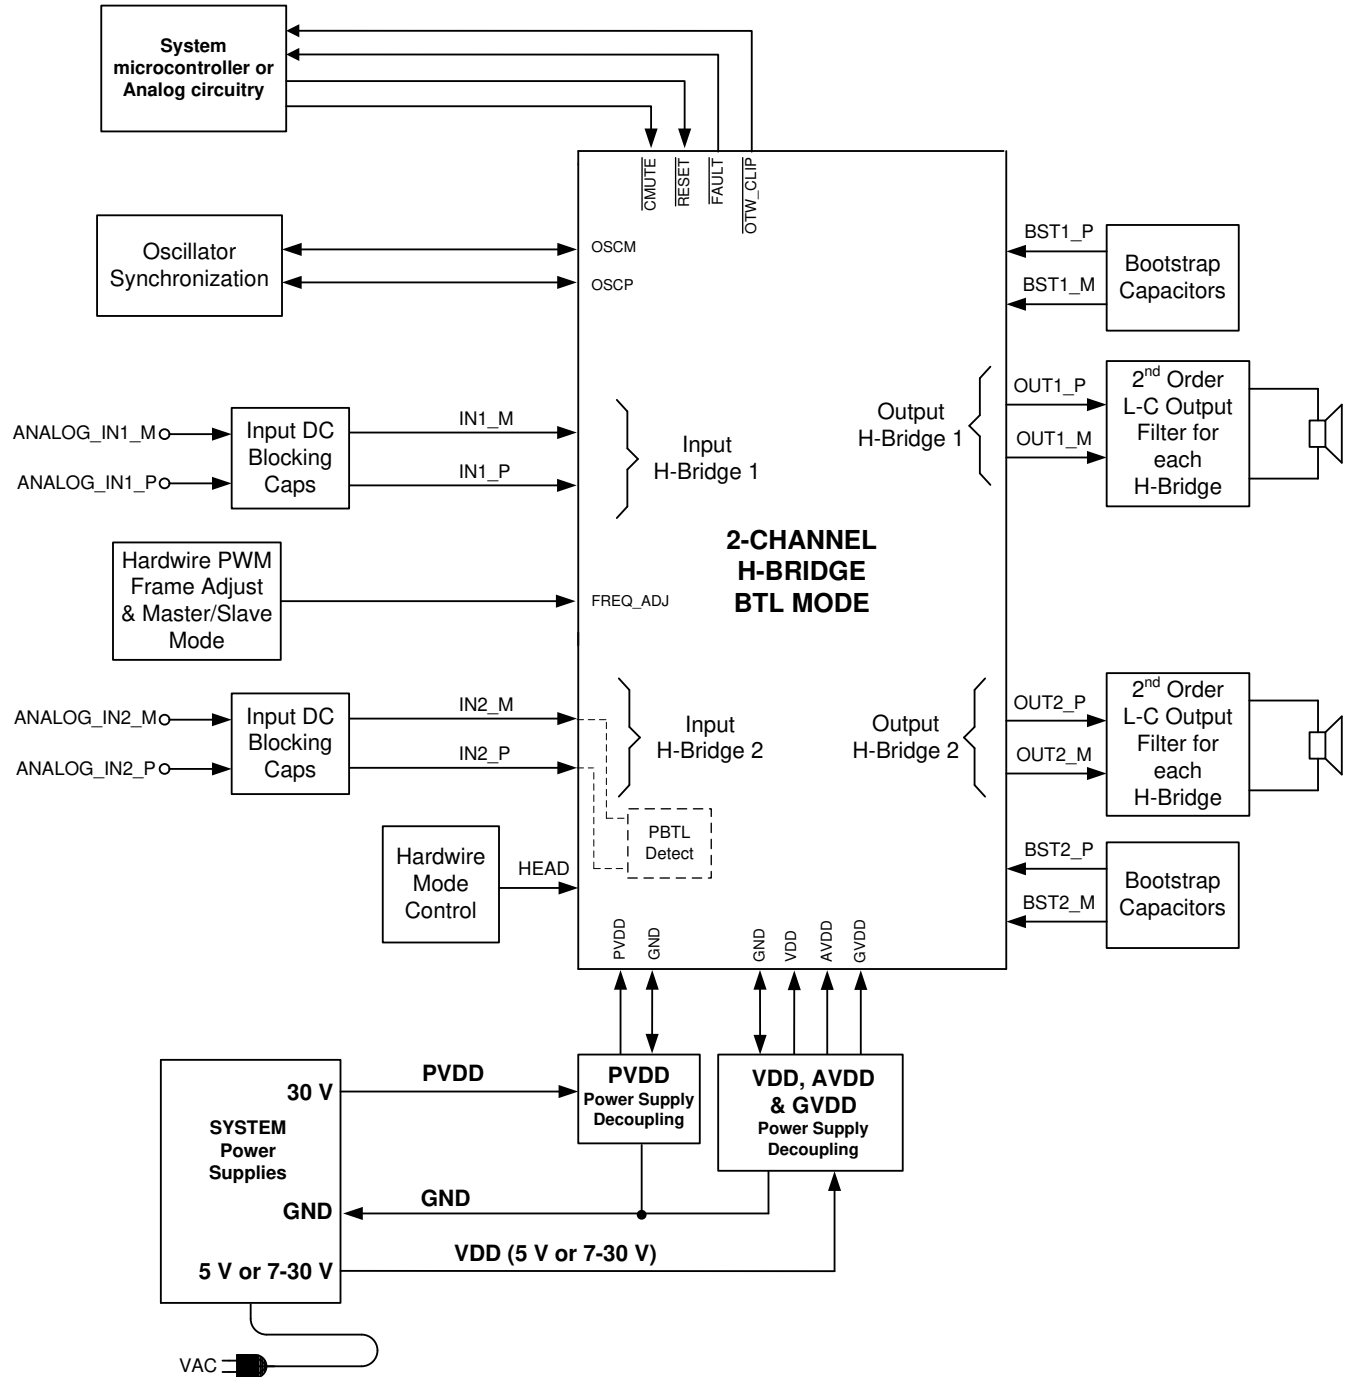 System
microcontroller or
Analog circuitry
CMUTE
RESET
FAULT
OTW_CLIP
Oscillator
Synchronization
OSCM
OSCP
BST1_P
BST1_M
Bootstrap
Capacitors
ANALOG_IN1_M
ANALOG_IN1_P
Input DC
Blocking
Caps
IN1_M
IN1_P
Input
H-Bridge 1
Output
H-Bridge 1
OUT1_P
OUT1_M
2nd Order
L-C Output
Filter for
each
H-Bridge
2-CHANNEL
H-BRIDGE
BTL MODE
Hardwire PWM
Frame Adjust
& Master/Slave
Mode
FREQ_ADJ
ANALOG_IN2_M
ANALOG_IN2_P
Input DC
Blocking
Caps
IN2_M
IN2_P
Input
H-Bridge 2
Output
H-Bridge 2
OUT2_P
OUT2_M
2nd Order
L-C Output
Filter for
each
H-Bridge
PBTL
Detect
Hardwire
Mode
Control
HEAD
BST2_P
BST2_M
Bootstrap
Capacitors
PVDD
GND
GND
VDD
AVDD
GVDD
30 V
SYSTEM
Power
Supplies
GND
5 V or 7-30 V
PVDD
PVDD
Power Supply
Decoupling
VDD, AVDD
& GVDD
Power Supply
Decoupling
GND
VDD (5 V or 7-30 V)
VAC